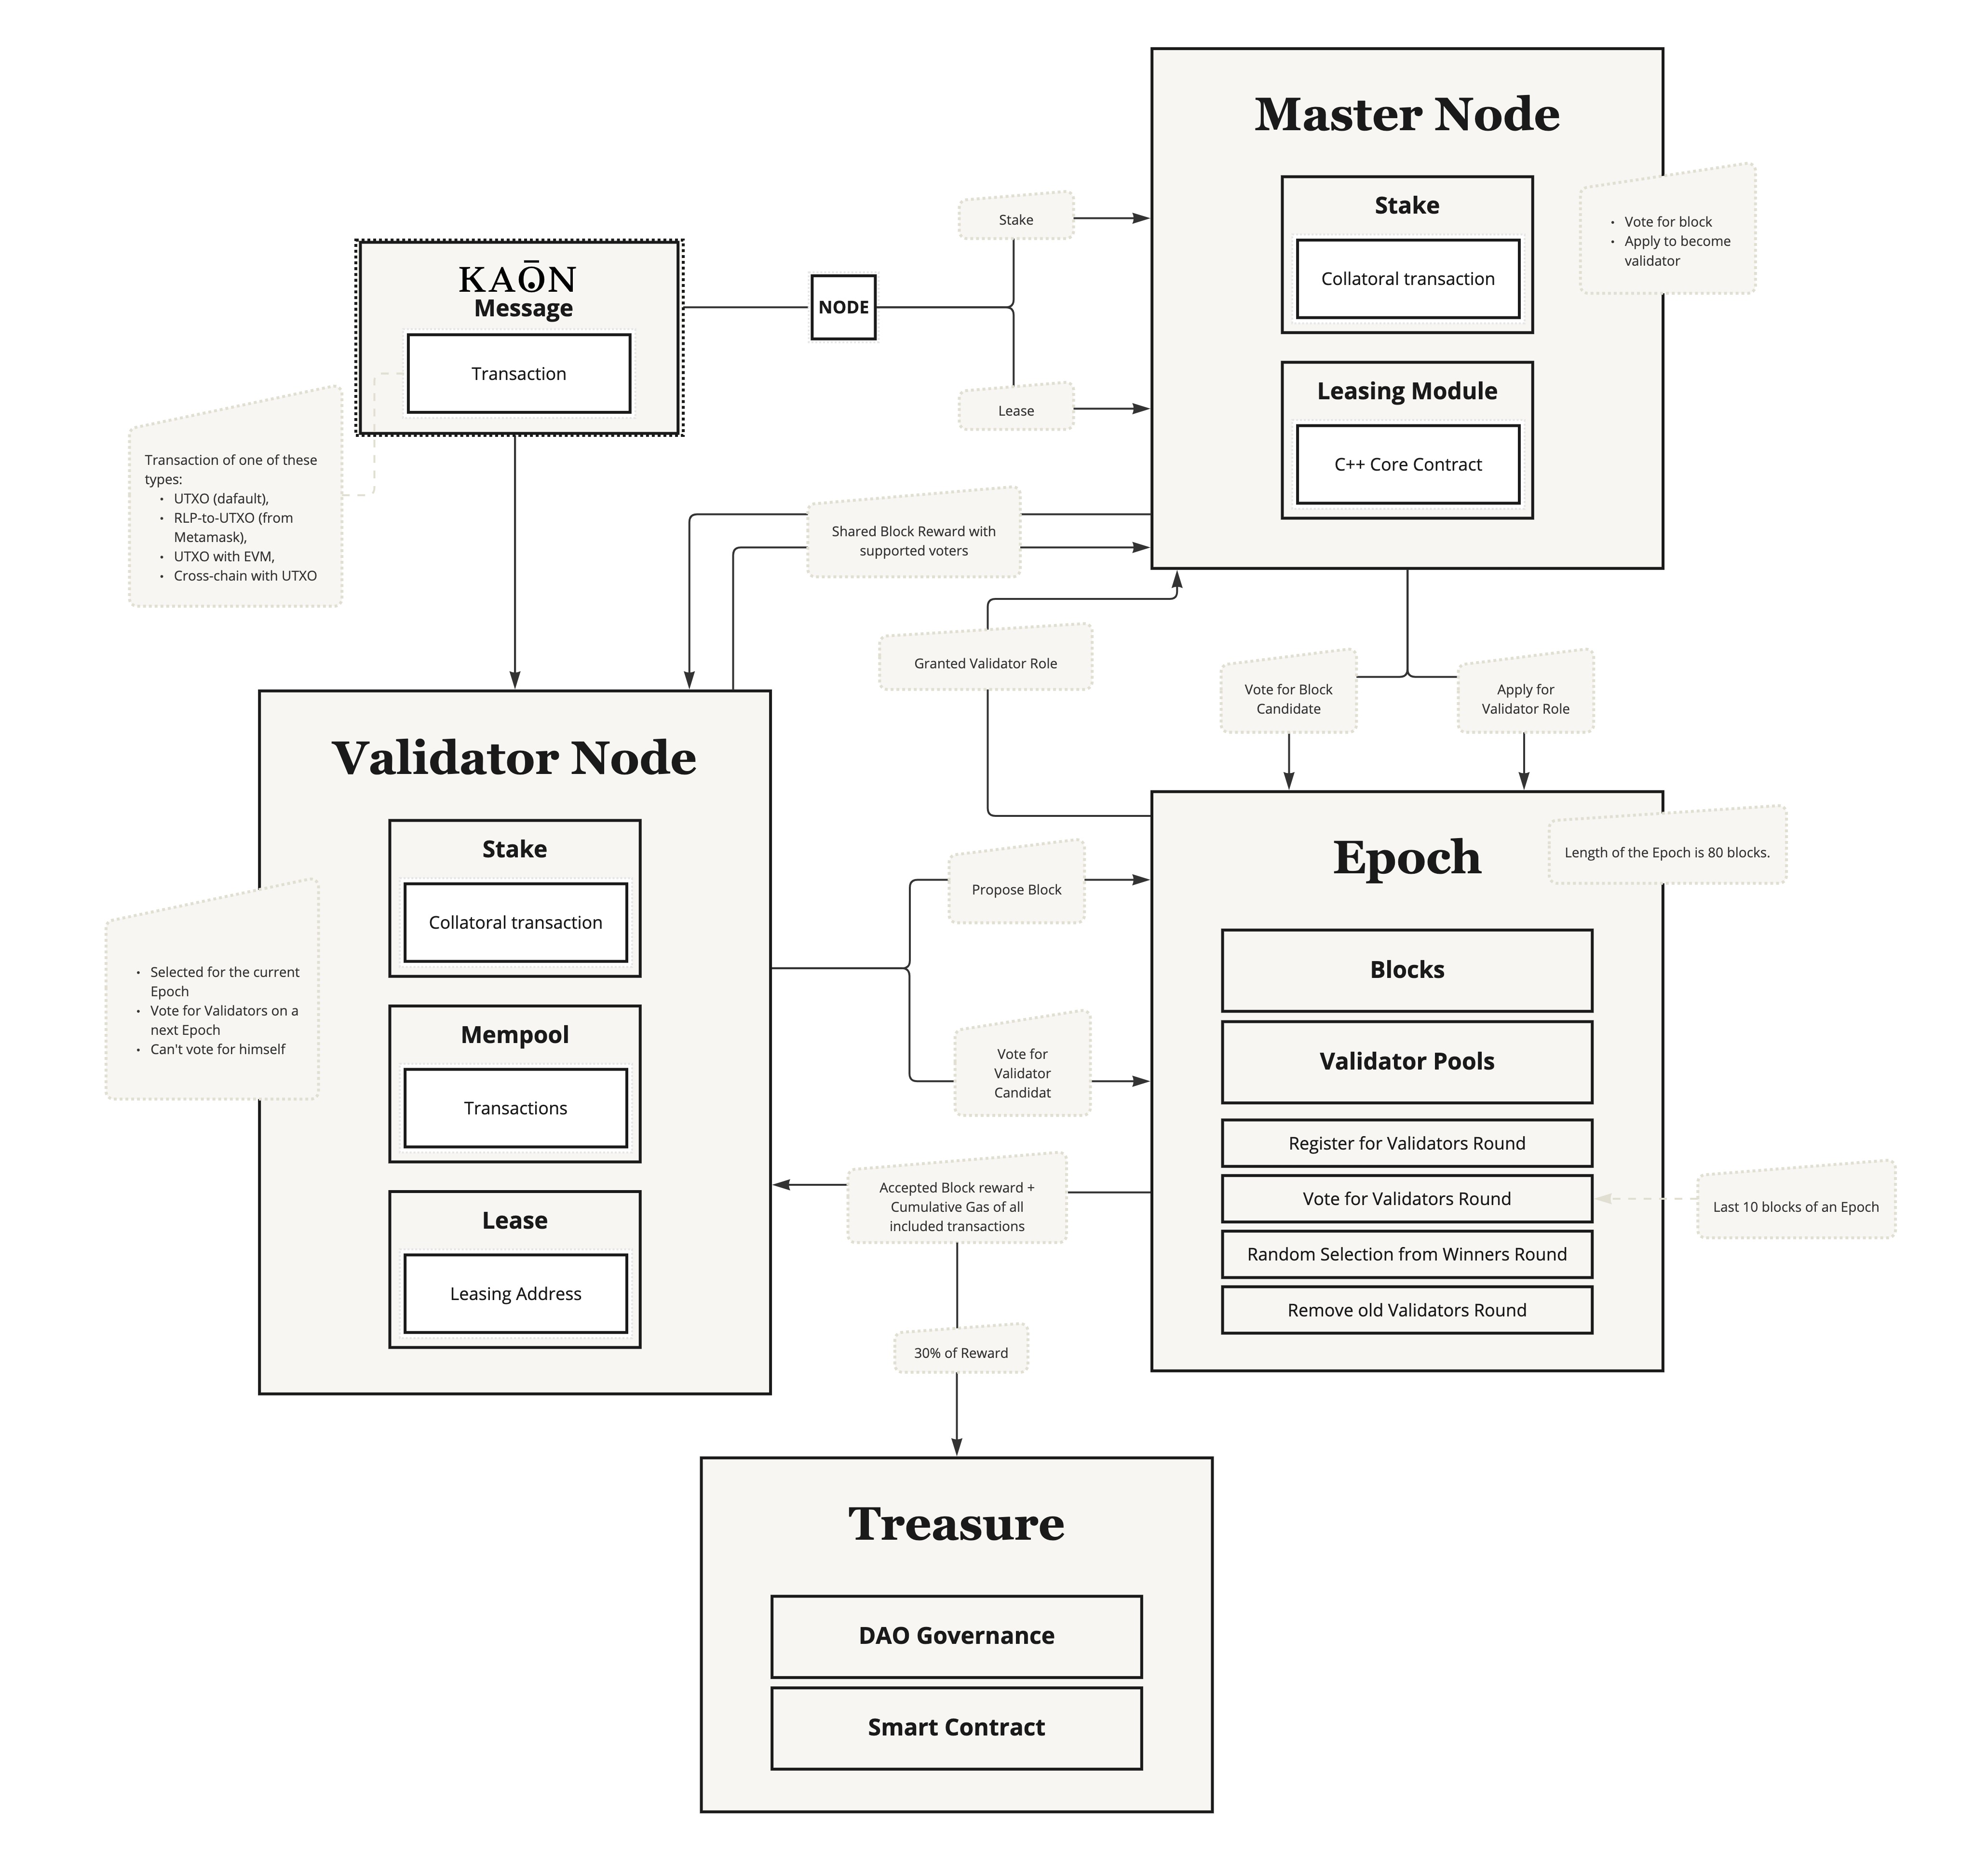 Master Node
Stake
Collatoral transaction
Leasing Module
C++ Core Contract
• Vote for block
• Apply to become
validator
Stake
NODE
Lease
KAŌN
Message
Transaction
Transaction of one of these
types:
• UTXO (dafault),
• RLP-to-UTXO (from
Metamask),
• UTXO with EVM,
• Cross-chain with UTXO
Shared Block Reward with
supported voters
Granted Validator Role
Vote for Block
Candidate
Apply for
Validator Role
Validator Node
Stake
Collatoral transaction
Mempool
Transactions
Lease
Leasing Address
• Selected for the current
Epoch
• Vote for Validators on a
next Epoch
• Can't vote for himself
Propose Block
Vote for
Validator
Candidat
Accepted Block reward +
Cumulative Gas of all
included transactions
30% of Reward
Epoch
Length of the Epoch is 80 blocks.
Blocks
Validator Pools
Register for Validators Round
Vote for Validators Round
Random Selection from Winners Round
Remove old Validators Round
Last 10 blocks of an Epoch
Treasure
DAO Governance
Smart Contract